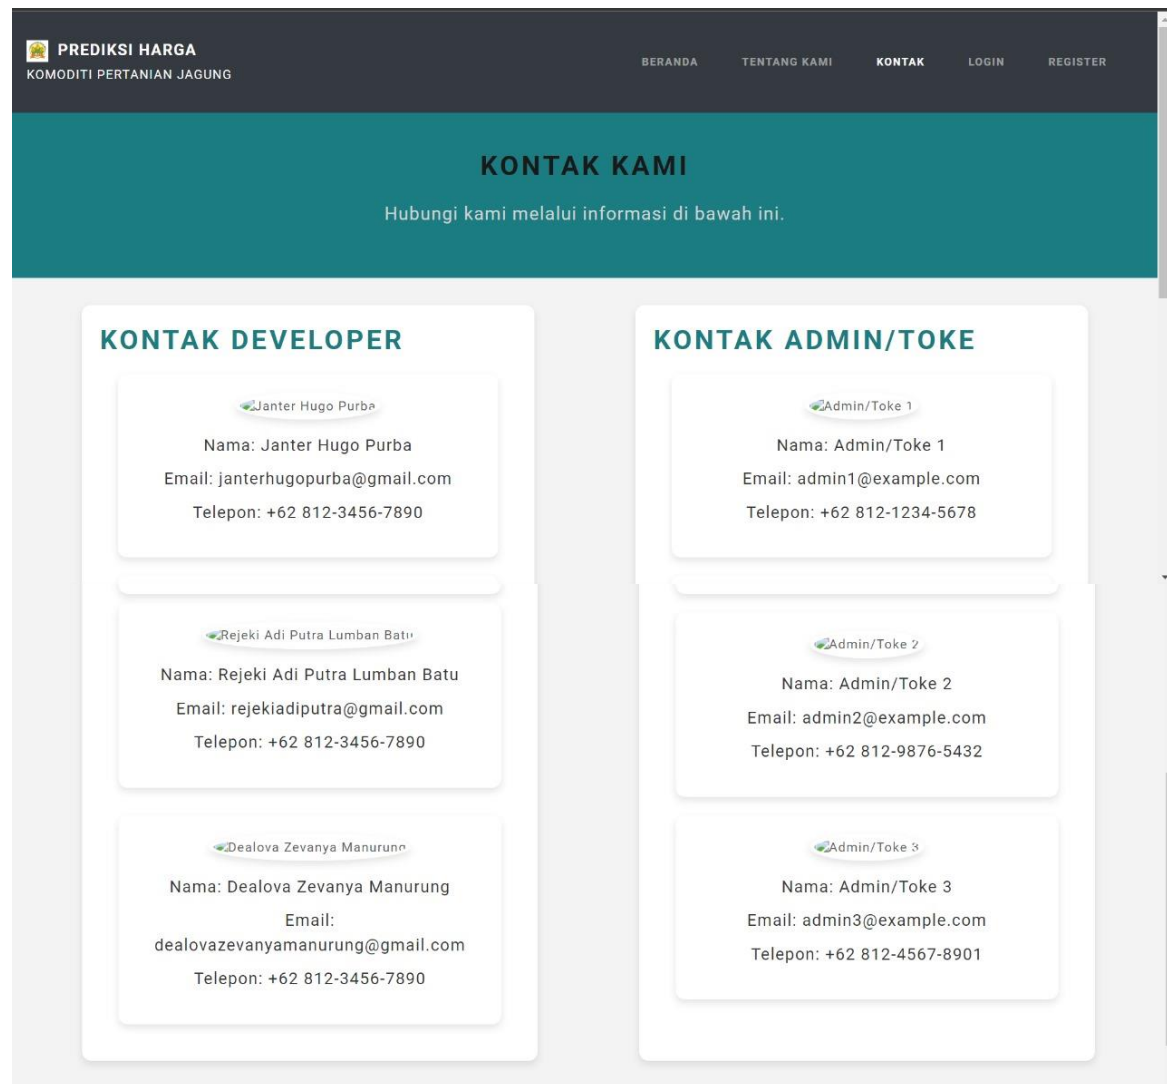 PREDIKSI HARGA
KOMODITI PERTANIAN JAGUNG
BERANDA TENTANG KAMI KONTAK LOGIN REGISTER
KONTAK KAMI
Hubungi kami melalui informasi di bawah ini.
KONTAK DEVELOPER
Janter Hugo Purba
Nama: Janter Hugo Purba
Email: janterhugopurba@gmail.com
Telepon: +62 812-3456-7890
Rejeki Adi Putra Lumban Batu
Nama: Rejeki Adi Putra Lumban Batu
Email: rejekiadiputra@gmail.com
Telepon: +62 812-3456-7890
Dealova Zevanya Manurung
Nama: Dealova Zevanya Manurung
Email:
dealovazevanyamanurung@gmail.com
Telepon: +62 812-3456-7890
KONTAK ADMIN/TOKE
Admin/Toke 1
Nama: Admin/Toke 1
Email: admin1@example.com
Telepon: +62 812-1234-5678
Admin/Toke 2
Nama: Admin/Toke 2
Email: admin2@example.com
Telepon: +62 812-9876-5432
Admin/Toke 3
Nama: Admin/Toke 3
Email: admin3@example.com
Telepon: +62 812-4567-8901